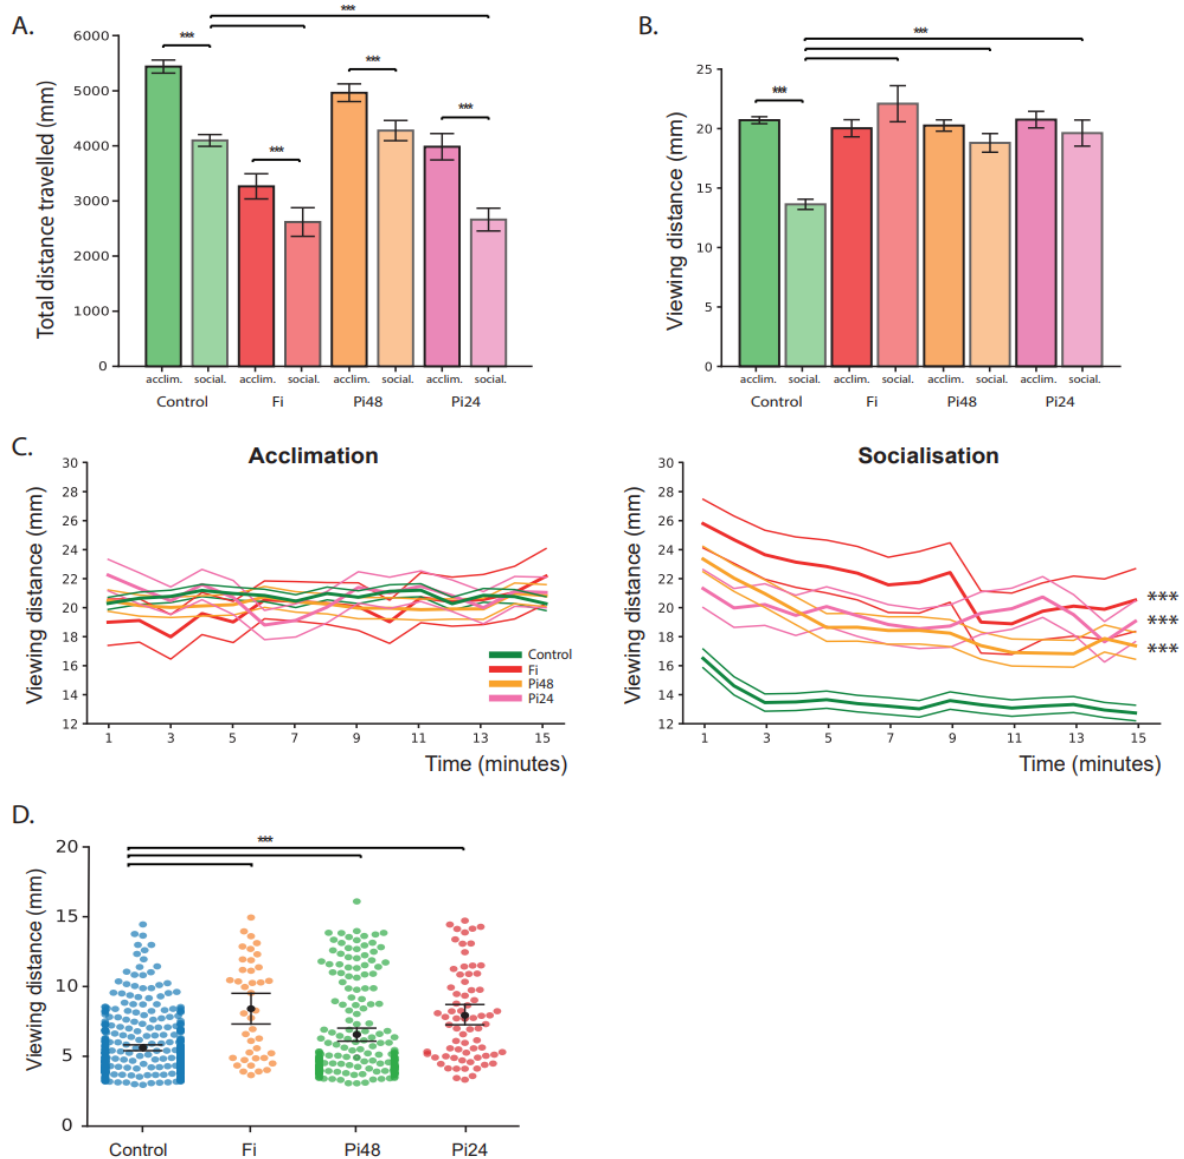 A.
***
***
***
***
***
Total distance travelled (mm)
6000
5000
4000
3000
2000
1000
0
acclim. social. acclim. social. acclim. social. acclim. social.
Control Fi Pi48 Pi24
B.
***
***
Viewing distance (mm)
25
20
15
10
5
0
acclim. social. acclim. social. acclim. social. acclim. social.
Control Fi Pi48 Pi24
C.
Acclimation
Viewing distance (mm)
30
28
26
24
22
20
18
16
14
12
Control
Fi
Pi48
Pi24
1 3 5 7 9 11 13 15
Time (minutes)
Socialisation
Viewing distance (mm)
30
28
26
24
22
20
18
16
14
12
***
***
***
1 3 5 7 9 11 13 15
Time (minutes)
D.
***
Viewing distance (mm)
20
15
10
5
0
Control Fi Pi48 Pi24